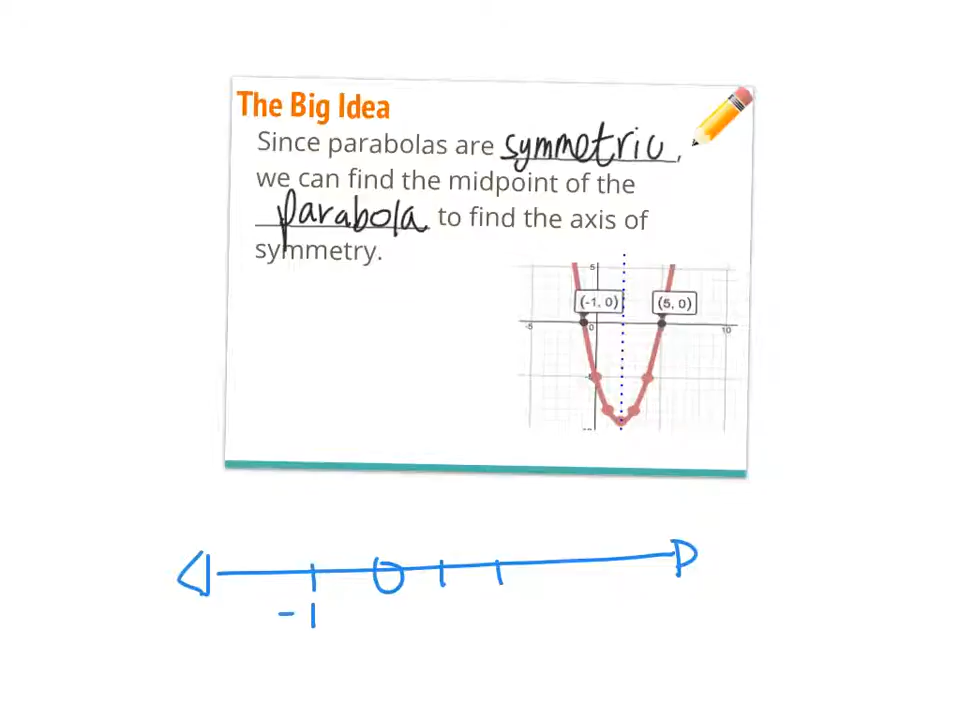 The Big Idea
Since parabolas are symmetric,
we can find the midpoint of the
parabola to find the axis of
symmetry.
5
(-1, 0)
(5, 0)
-5
0
10
-5
0
-1